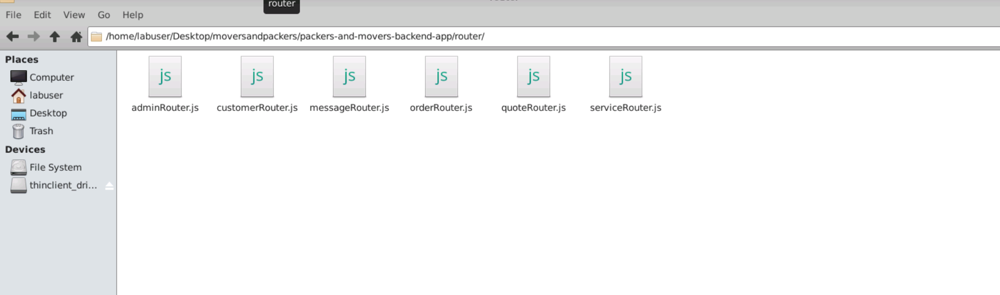 router
File Edit View Go Help
/home/labuser/Desktop/moversandpackers/packers-and-movers-backend-app/router/
Places
Computer
labuser
Desktop
Trash
Devices
File System
thinclient_dri...
js js js js js js
adminRouter.js customerRouter.js messageRouter.js orderRouter.js quoteRouter.js serviceRouter.js